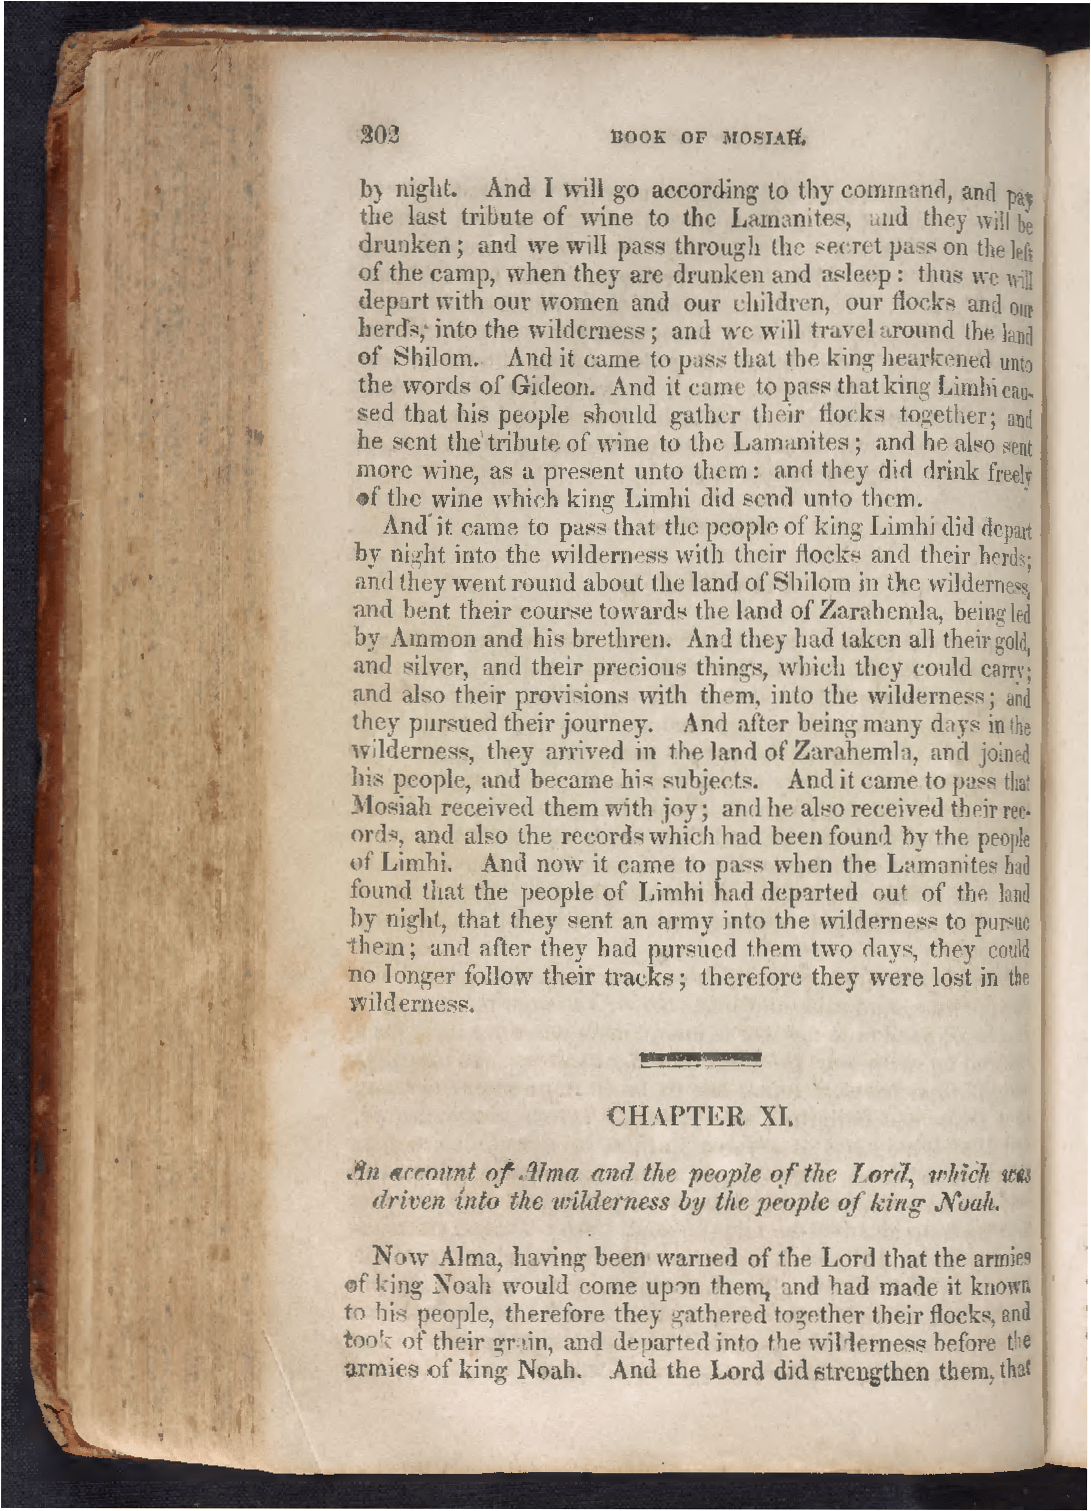 202 BOOK OF MOSIAH.
by night. And I will go according to thy command, and pay
the last tribute of wine to the Lamanites, and they will be
drunken; and we will pass through the secret pass on the left
of the camp, when they are drunken and asleep: thus we will
depart with our women and our children, our flocks and our
herds, into the wilderness; and we will travel around the land
of Shilom. And it came to pass that the king hearkened unto
the words of Gideon. And it came to pass that king Limhi cau-
sed that his people should gather their flocks together; and
he sent the tribute of wine to the Lamanites; and he also sent
more wine, as a present unto them: and they did drink freely
of the wine which king Limhi did send unto them.
And it came to pass that the people of king Limhi did depart
by night into the wilderness with their flocks and their herds;
and they went round about the land of Shilom in the wilderness,
and bent their course towards the land of Zarahemla, being led
by Ammon and his brethren. And they had taken all their gold,
and silver, and their precious things, which they could carry;
and also their provisions with them, into the wilderness; and
they pursued their journey. And after being many days in the
wilderness, they arrived in the land of Zarahemla, and joined
his people, and became his subjects. And it came to pass that
Mosiah received them with joy; and he also received their rec-
ords, and also the records which had been found by the people
of Limhi. And now it came to pass when the Lamanites had
found that the people of Limhi had departed out of the land
by night, that they sent an army into the wilderness to pursue
them; and after they had pursued them two days, they could
no longer follow their tracks; therefore they were lost in the
wilderness.
CHAPTER XI.
An account of Alma and the people of the Lord, which was
driven into the wilderness by the people of king Noah.
Now Alma, having been warned of the Lord that the armies
of king Noah would come upon them, and had made it known
to his people, therefore they gathered together their flocks, and
took of their grain, and departed into the wilderness before the
armies of king Noah. And the Lord did strengthen them, that